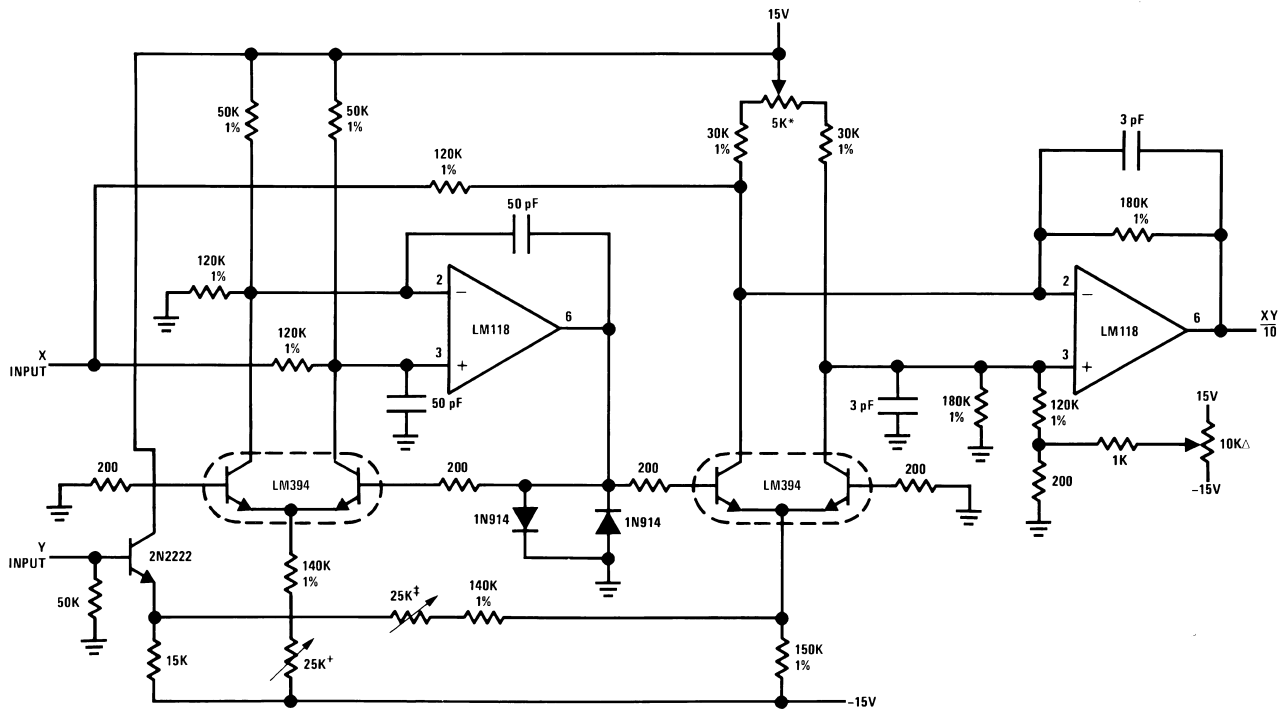 15V
50K
1%
50K
1%
30K
1%
5K*
30K
1%
3 pF
120K
1%
50 pF
180K
1%
120K
1%
2
−
LM118
6
3
+
120K
1%
X
INPUT
50 pF
2
−
LM118
6
3
+
XY
10
3 pF
180K
1%
120K
1%
15V
10KΔ
1K
−15V
200
200
LM394
200
200
LM394
200
1N914
1N914
Y
INPUT
2N2222
50K
140K
1%
25K‡
140K
1%
15K
25K+
150K
1%
−15V